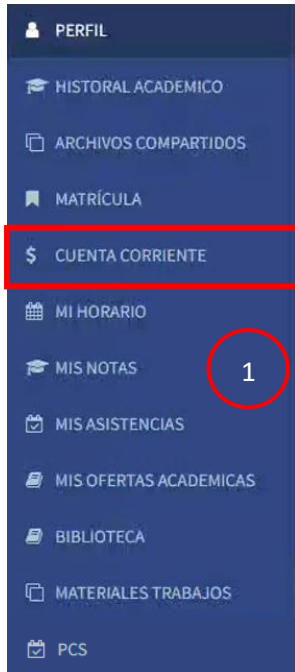 PERFIL
HISTORAL ACADEMICO
ARCHIVOS COMPARTIDOS
MATRÍCULA
$ CUENTA CORRIENTE
MI HORARIO
MIS NOTAS
1
MIS ASISTENCIAS
MIS OFERTAS ACADEMICAS
BIBLIOTECA
MATERIALES TRABAJOS
PCS